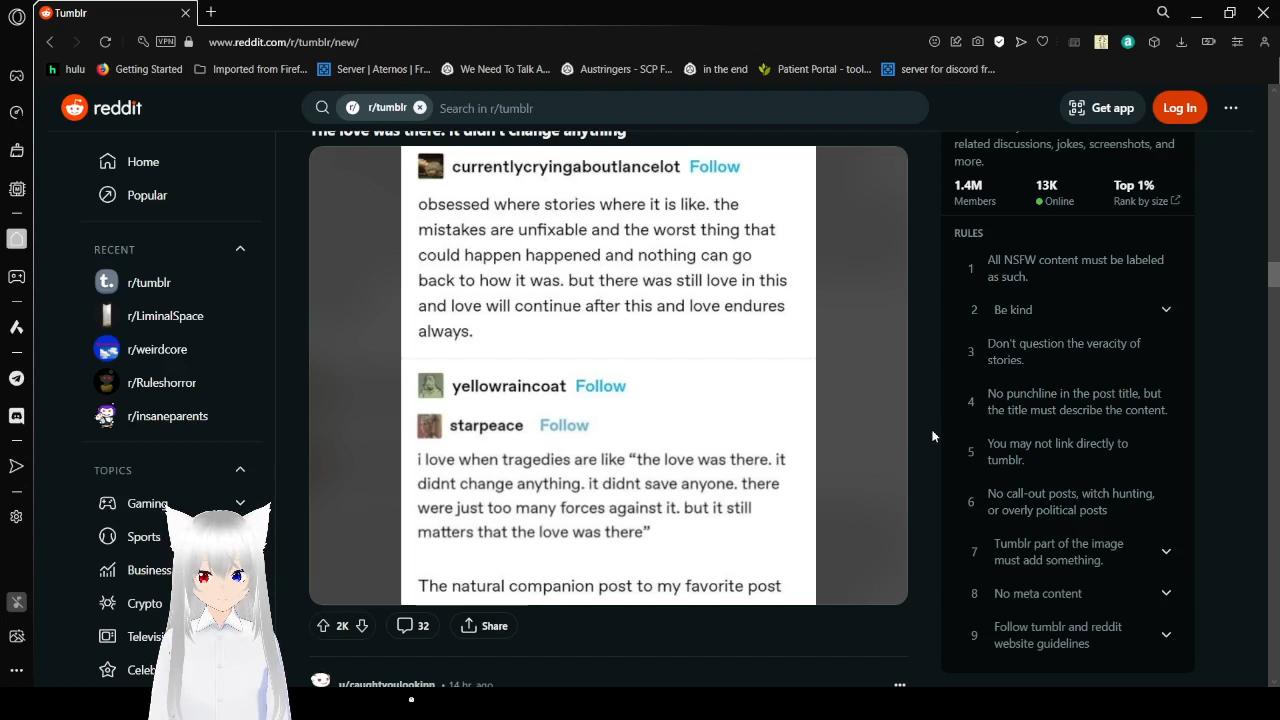 Tumblr
www.reddit.com/r/tumblr/new/
VPN
hulu
Getting Started
Imported from Firef...
Server | Aternos | Fr...
We Need To Talk A...
Austringers - SCP F...
in the end
Patient Portal - tool...
server for discord fr...
reddit
r/tumblr
Search in r/tumblr
Get app
Log In
Home
Popular
RECENT
r/tumblr
r/LiminalSpace
r/weirdcore
r/Ruleshorror
r/insaneparents
TOPICS
Gaming
Sports
Business
Crypto
Televisi
Celeb
The love was there. It didn't change anything
currentlycryingaboutlancelot Follow
obsessed where stories where it is like. the
mistakes are unfixable and the worst thing that
could happen happened and nothing can go
back to how it was. but there was still love in this
and love will continue after this and love endures
always.
yellowraincoat Follow
starpeace Follow
i love when tragedies are like “the love was there. it
didnt change anything. it didnt save anyone. there
were just too many forces against it. but it still
matters that the love was there”
The natural companion post to my favorite post
2K
32
Share
u/caughtyoulookinn • 14 hr. ago
related discussions, jokes, screenshots, and
more.
1.4M 13K Top 1%
Members Online Rank by size
RULES
1 All NSFW content must be labeled
as such.
2 Be kind
3 Don't question the veracity of
stories.
4 No punchline in the post title, but
the title must describe the content.
5 You may not link directly to
tumblr.
6 No call-out posts, witch hunting,
or overly political posts
7 Tumblr part of the image
must add something.
8 No meta content
9 Follow tumblr and reddit
website guidelines